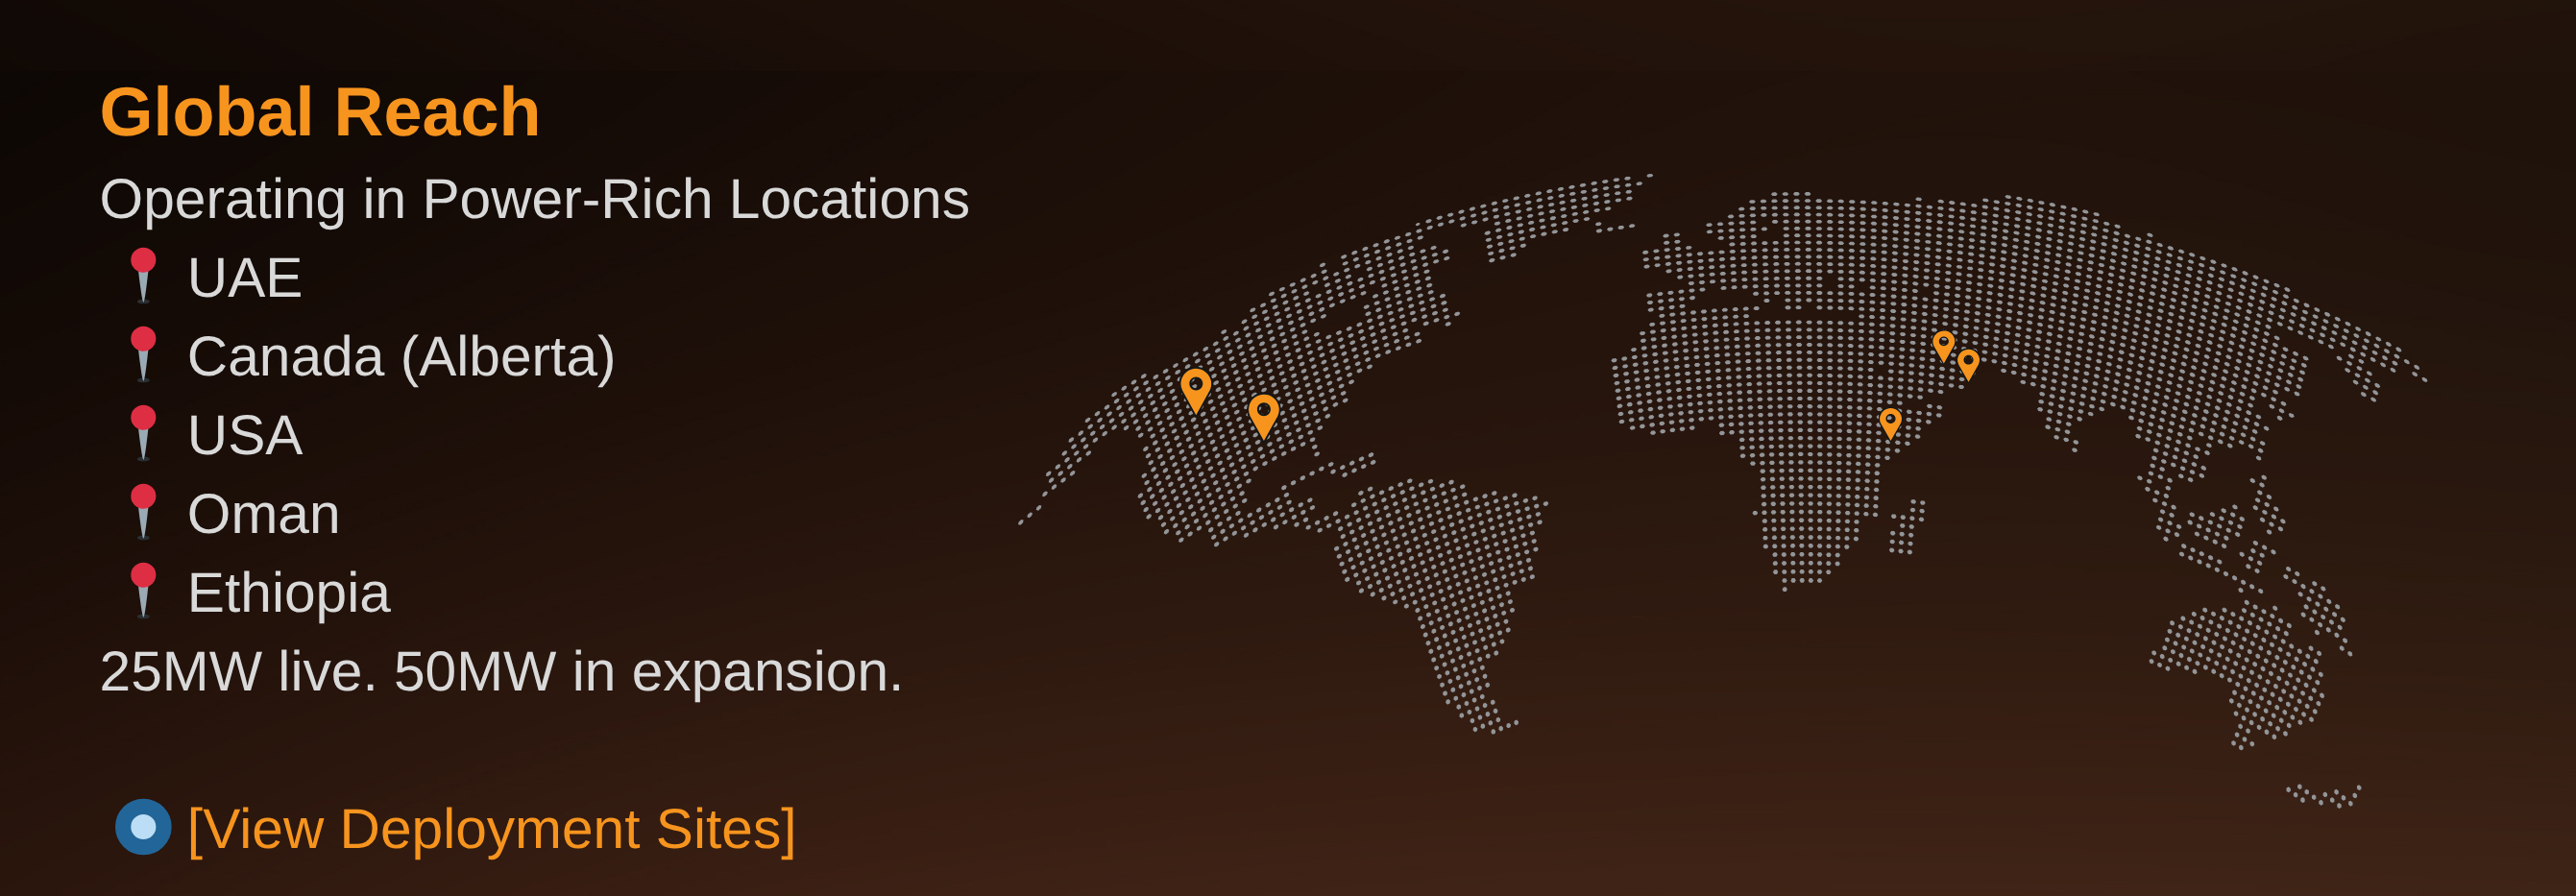 Global Reach
Operating in Power-Rich Locations
📍 UAE
📍 Canada (Alberta)
📍 USA
📍 Oman
📍 Ethiopia
25MW live. 50MW in expansion.
[View Deployment Sites]